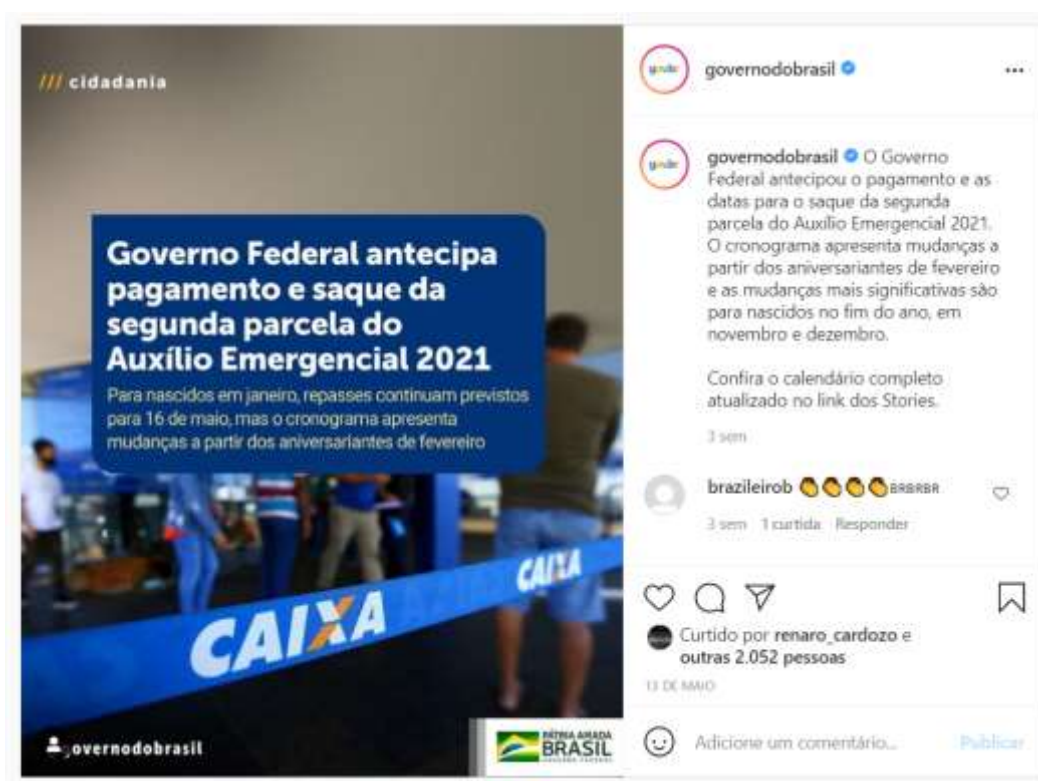 /// cidadania
Governo Federal antecipa
pagamento e saque da
segunda parcela do
Auxílio Emergencial 2021
Para nascidos em janeiro, repasses continuam previstos
para 16 de maio, mas o cronograma apresenta
mudanças a partir dos aniversariantes de fevereiro
CAIXA
CAIXA
overnodobrasil
PÁTRIA AMADA
BRASIL
GOVERNO FEDERAL
governodobrasil
•••
governodobrasil O Governo
Federal antecipou o pagamento e as
datas para o saque da segunda
parcela do Auxílio Emergencial 2021.
O cronograma apresenta mudanças a
partir dos aniversariantes de fevereiro
e as mudanças mais significativas são
para nascidos no fim do ano, em
novembro e dezembro.
Confira o calendário completo
atualizado no link dos Stories.
3 sem
brazileirob 👏👏👏👏BRBRBR
3 sem 1 curtida Responder
Curtido por renaro_cardozo e
outras 2.052 pessoas
13 DE MAIO
Adicione um comentário...
Publicar